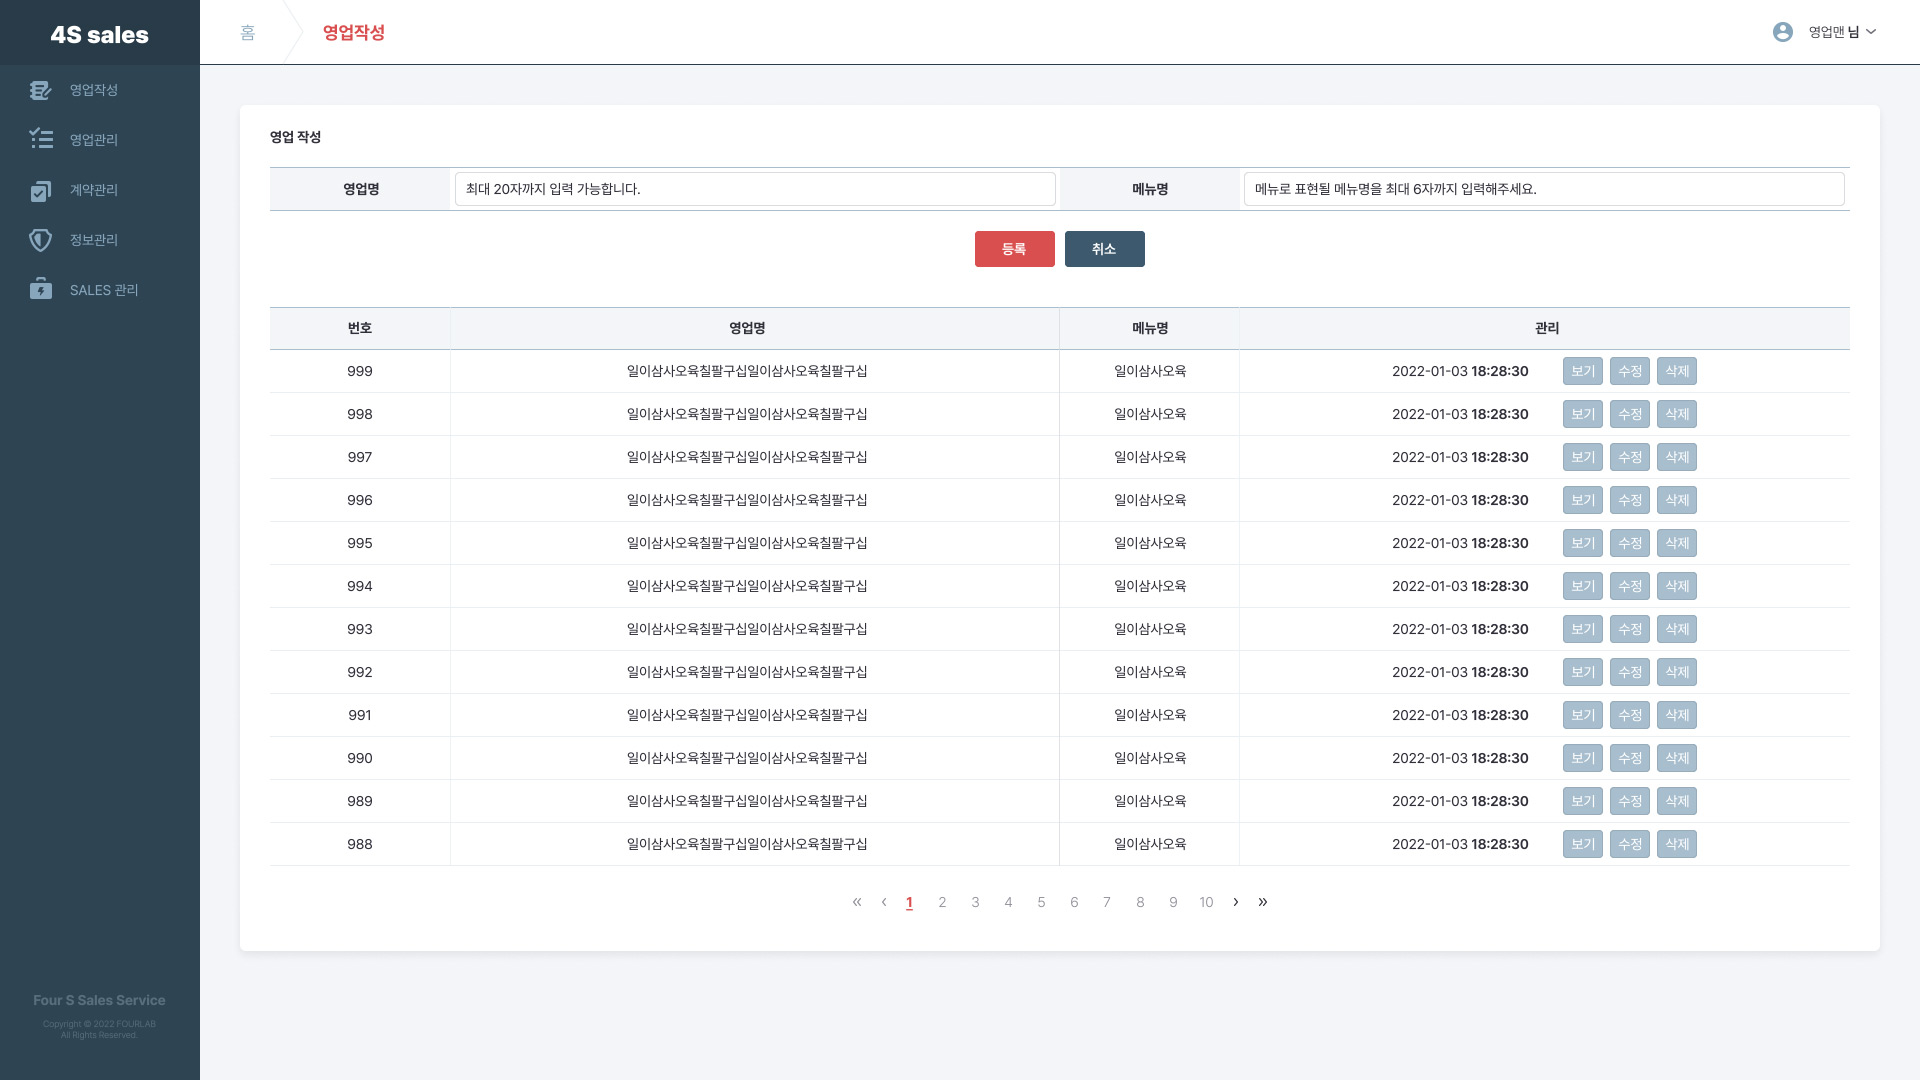 4S sales
홈
영업작성
영업맨 님
영업작성
영업관리
계약관리
정보관리
SALES 관리
영업 작성
영업명 최대 20자까지 입력 가능합니다. 메뉴명 메뉴로 표현될 메뉴명을 최대 6자까지 입력해주세요.
등록 취소
번호 영업명 메뉴명 관리
999 일이삼사오육칠팔구십일이삼사오육칠팔구십 일이삼사오육 2022-01-03 18:28:30 보기 수정 삭제
998 일이삼사오육칠팔구십일이삼사오육칠팔구십 일이삼사오육 2022-01-03 18:28:30 보기 수정 삭제
997 일이삼사오육칠팔구십일이삼사오육칠팔구십 일이삼사오육 2022-01-03 18:28:30 보기 수정 삭제
996 일이삼사오육칠팔구십일이삼사오육칠팔구십 일이삼사오육 2022-01-03 18:28:30 보기 수정 삭제
995 일이삼사오육칠팔구십일이삼사오육칠팔구십 일이삼사오육 2022-01-03 18:28:30 보기 수정 삭제
994 일이삼사오육칠팔구십일이삼사오육칠팔구십 일이삼사오육 2022-01-03 18:28:30 보기 수정 삭제
993 일이삼사오육칠팔구십일이삼사오육칠팔구십 일이삼사오육 2022-01-03 18:28:30 보기 수정 삭제
992 일이삼사오육칠팔구십일이삼사오육칠팔구십 일이삼사오육 2022-01-03 18:28:30 보기 수정 삭제
991 일이삼사오육칠팔구십일이삼사오육칠팔구십 일이삼사오육 2022-01-03 18:28:30 보기 수정 삭제
990 일이삼사오육칠팔구십일이삼사오육칠팔구십 일이삼사오육 2022-01-03 18:28:30 보기 수정 삭제
989 일이삼사오육칠팔구십일이삼사오육칠팔구십 일이삼사오육 2022-01-03 18:28:30 보기 수정 삭제
988 일이삼사오육칠팔구십일이삼사오육칠팔구십 일이삼사오육 2022-01-03 18:28:30 보기 수정 삭제
« ‹ 1 2 3 4 5 6 7 8 9 10 › »
Four S Sales Service
Copyright © 2022 FOURLAB
All Rights Reserved.